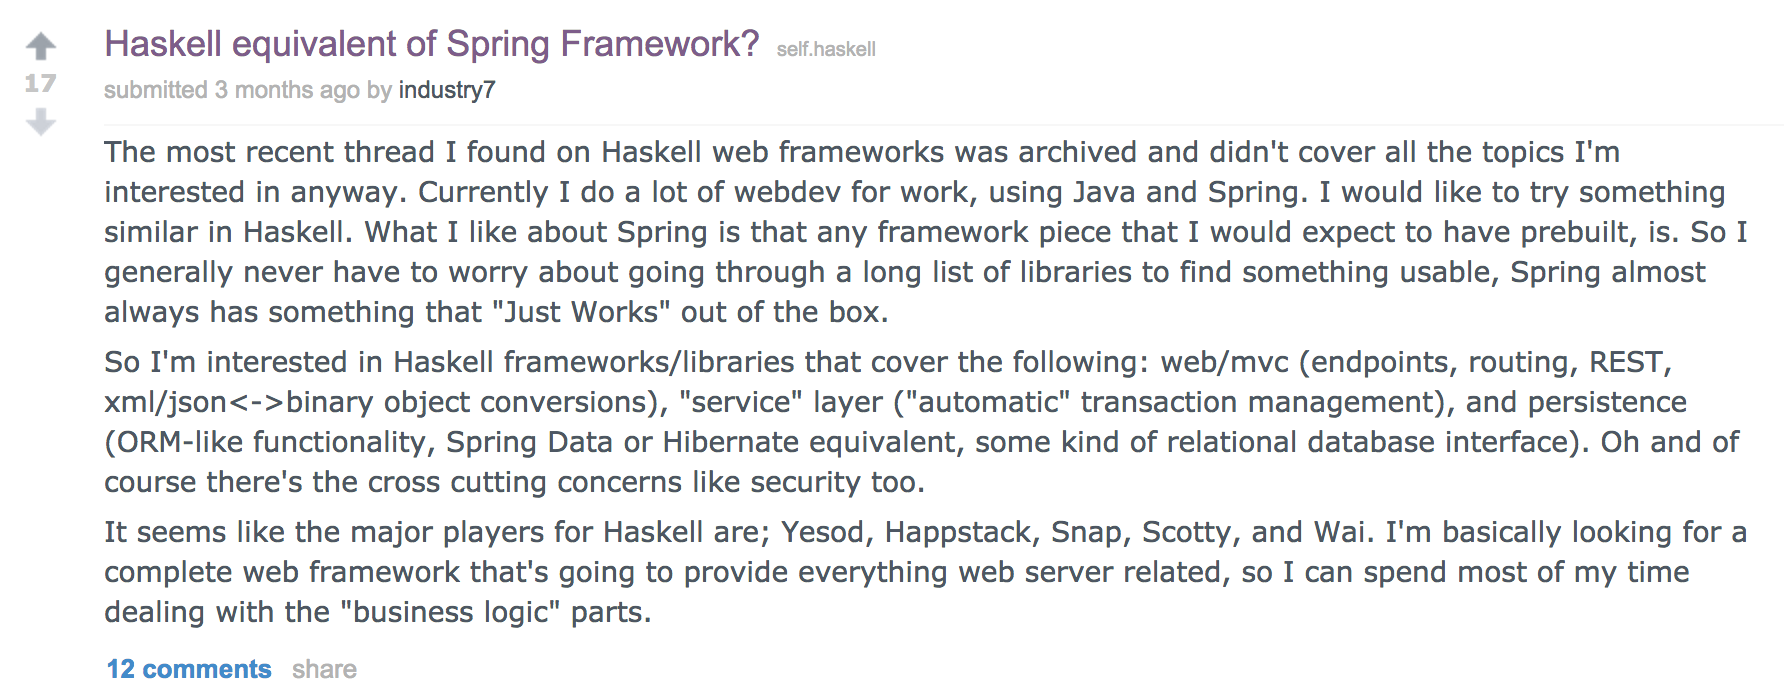 Haskell equivalent of Spring Framework? self.haskell
17
submitted 3 months ago by industry7
The most recent thread I found on Haskell web frameworks was archived and didn't cover all the topics I'm
interested in anyway. Currently I do a lot of webdev for work, using Java and Spring. I would like to try something
similar in Haskell. What I like about Spring is that any framework piece that I would expect to have prebuilt, is. So I
generally never have to worry about going through a long list of libraries to find something usable, Spring almost
always has something that "Just Works" out of the box.
So I'm interested in Haskell frameworks/libraries that cover the following: web/mvc (endpoints, routing, REST,
xml/json<->binary object conversions), "service" layer ("automatic" transaction management), and persistence
(ORM-like functionality, Spring Data or Hibernate equivalent, some kind of relational database interface). Oh and of
course there's the cross cutting concerns like security too.
It seems like the major players for Haskell are; Yesod, Happstack, Snap, Scotty, and Wai. I'm basically looking for a
complete web framework that's going to provide everything web server related, so I can spend most of my time
dealing with the "business logic" parts.
12 comments share